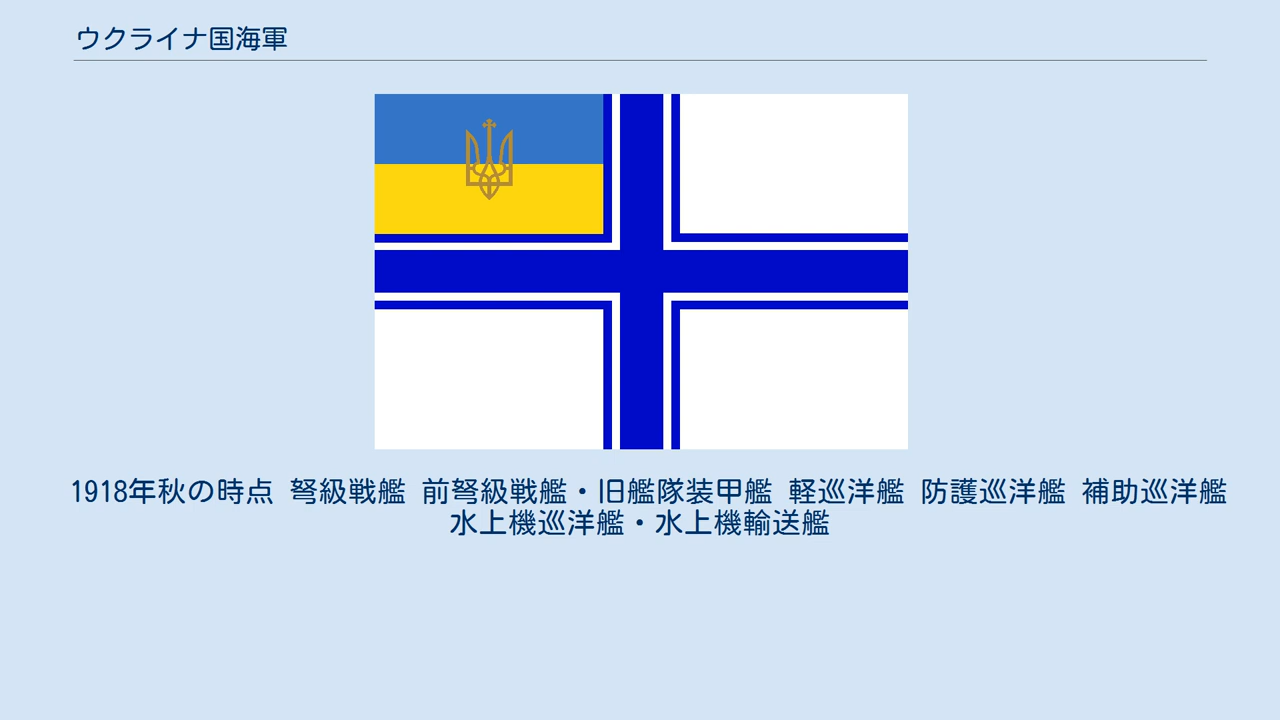 ウクライナ国海軍
1918年秋の時点 弩級戦艦 前弩級戦艦・旧艦隊装甲艦 軽巡洋艦 防護巡洋艦 補助巡洋艦
水上機巡洋艦・水上機輸送艦